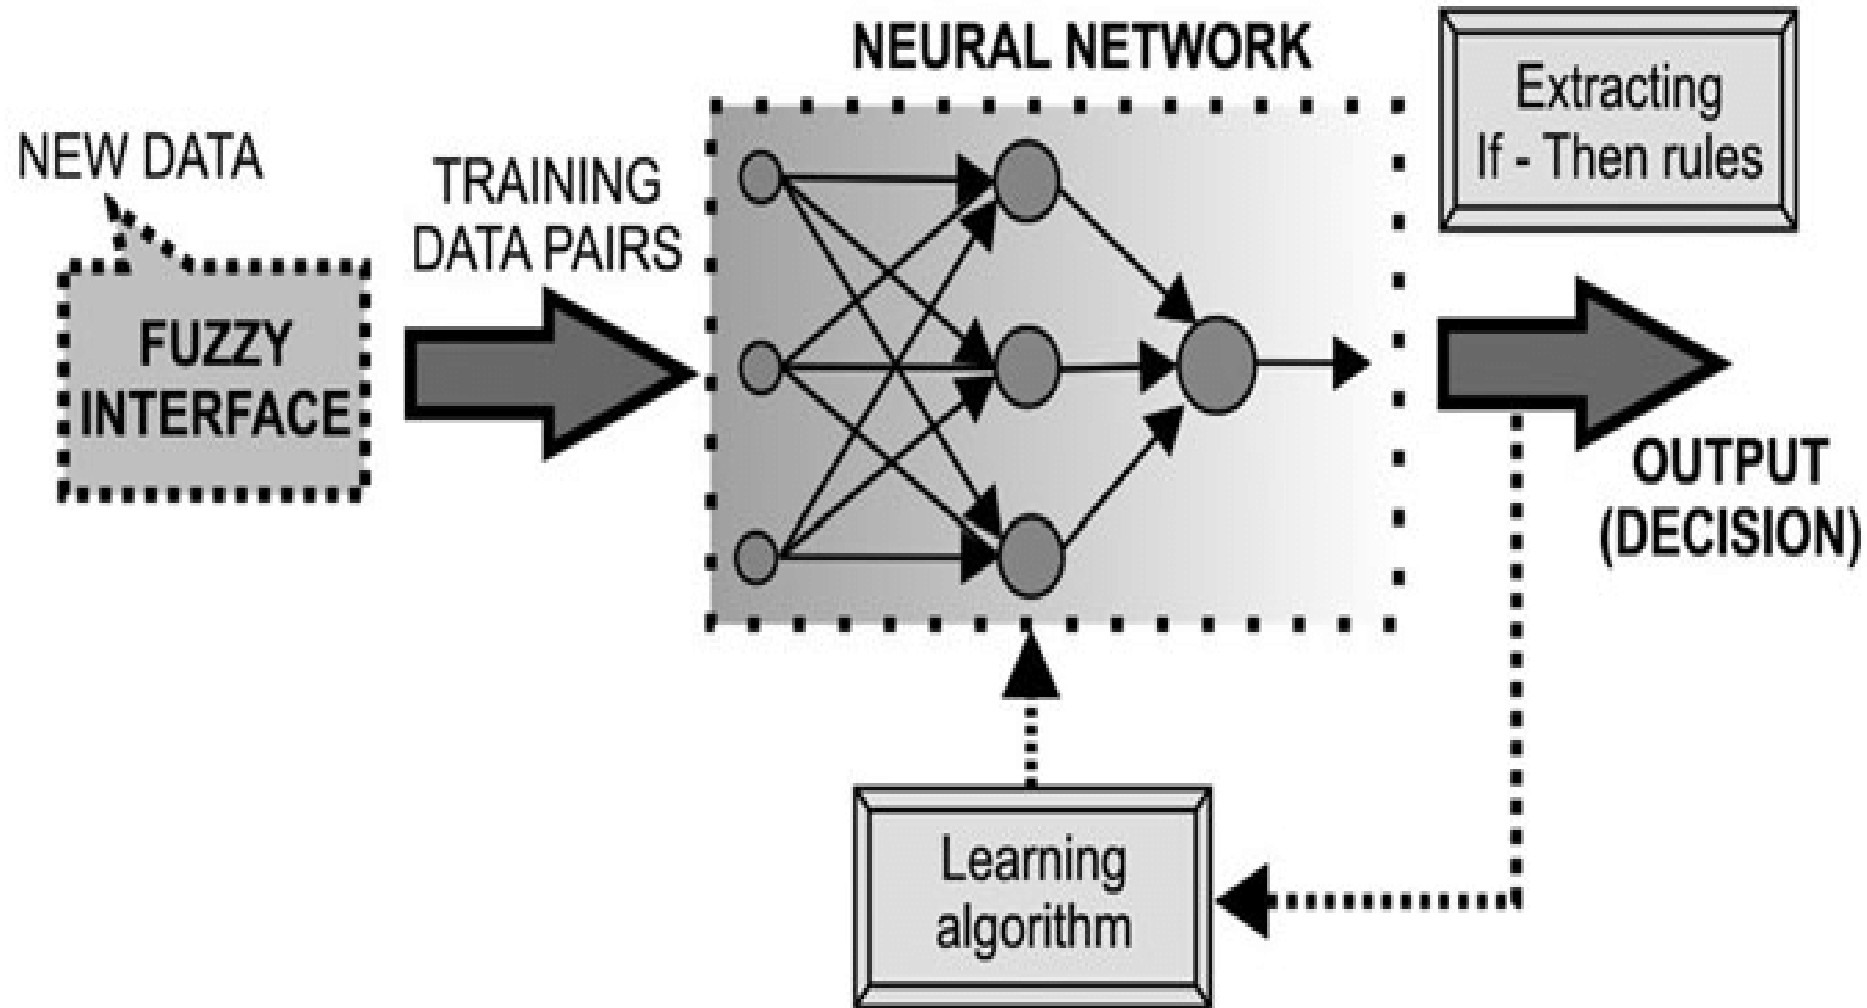 NEURAL NETWORK
Extracting
If - Then rules
NEW DATA
TRAINING
DATA PAIRS
FUZZY
INTERFACE
OUTPUT
(DECISION)
Learning
algorithm